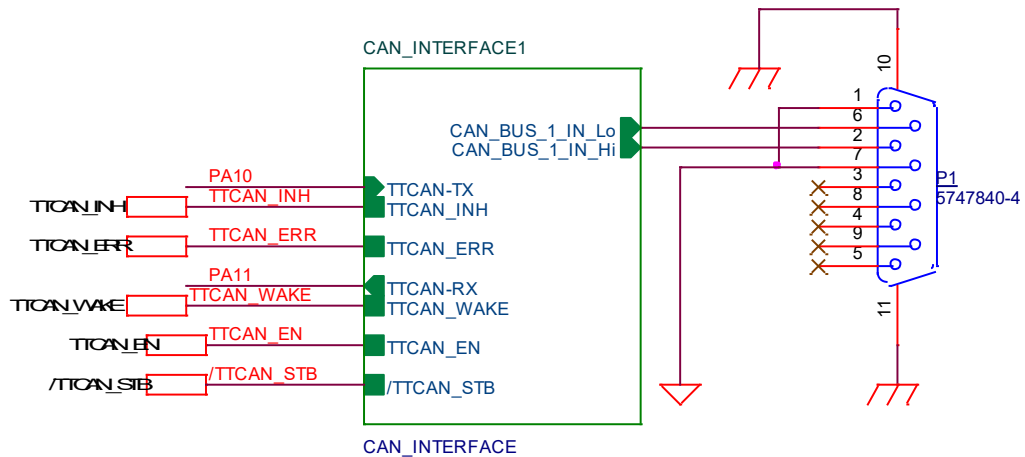 CAN_INTERFACE1
10
1
6
CAN_BUS_1_IN_Lo
2
CAN_BUS_1_IN_Hi
7
PA10
3
P1
TTCAN-TX
TTCAN_INH
8
5747840-4
TTCAN_INH
TTCAN_INH
4
TTCAN_ERR
TTCAN_ERR
TTCAN_ERR
9
5
PA11
TTCAN-RX
TTCAN_WAKE
TTCAN_WAKE
TTCAN_WAKE
11
TTCAN_EN
TTCAN_EN
TTCAN_EN
/TTCAN_STB
/TTCAN_STB
/TTCAN_STB
CAN_INTERFACE